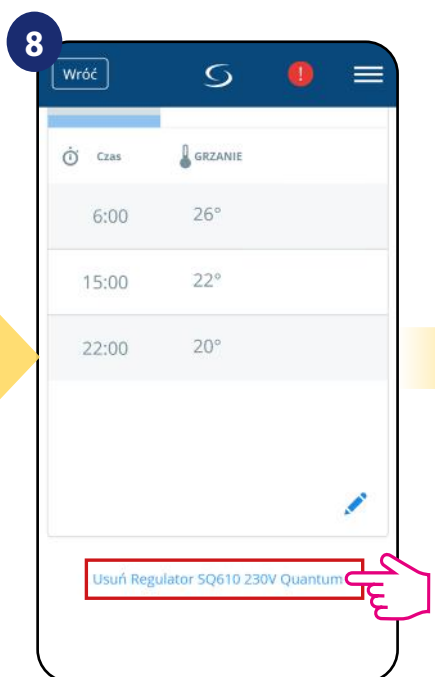 8
Wróć
!
Czas GRZANIE
6:00 26°
15:00 22°
22:00 20°
Usuń Regulator SQ610 230V Quantum